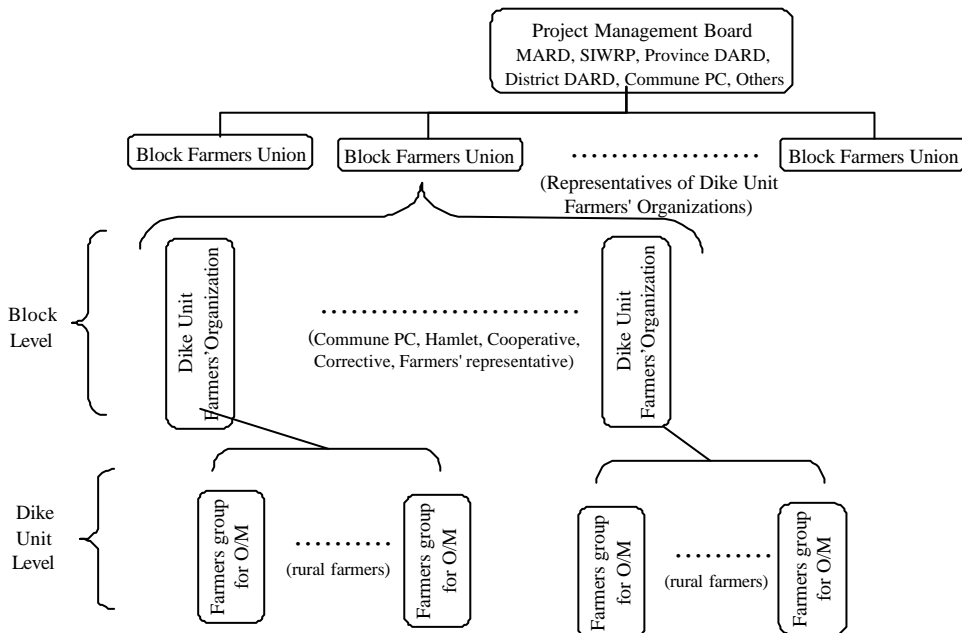 Project Management Board
MARD, SIWRP, Province DARD,
District DARD, Commune PC, Others
Block Farmers Union
Block Farmers Union
Block Farmers Union
(Representatives of Dike Unit
Farmers' Organizations)
Block
Level
Dike Unit
Farmers'Organization
(Commune PC, Hamlet, Cooperative,
Corrective, Farmers' representative)
Dike Unit
Farmers'Organization
Dike
Unit
Level
Farmers group
for O/M
(rural farmers)
Farmers group
for O/M
Farmers group
for O/M
(rural farmers)
Farmers group
for O/M